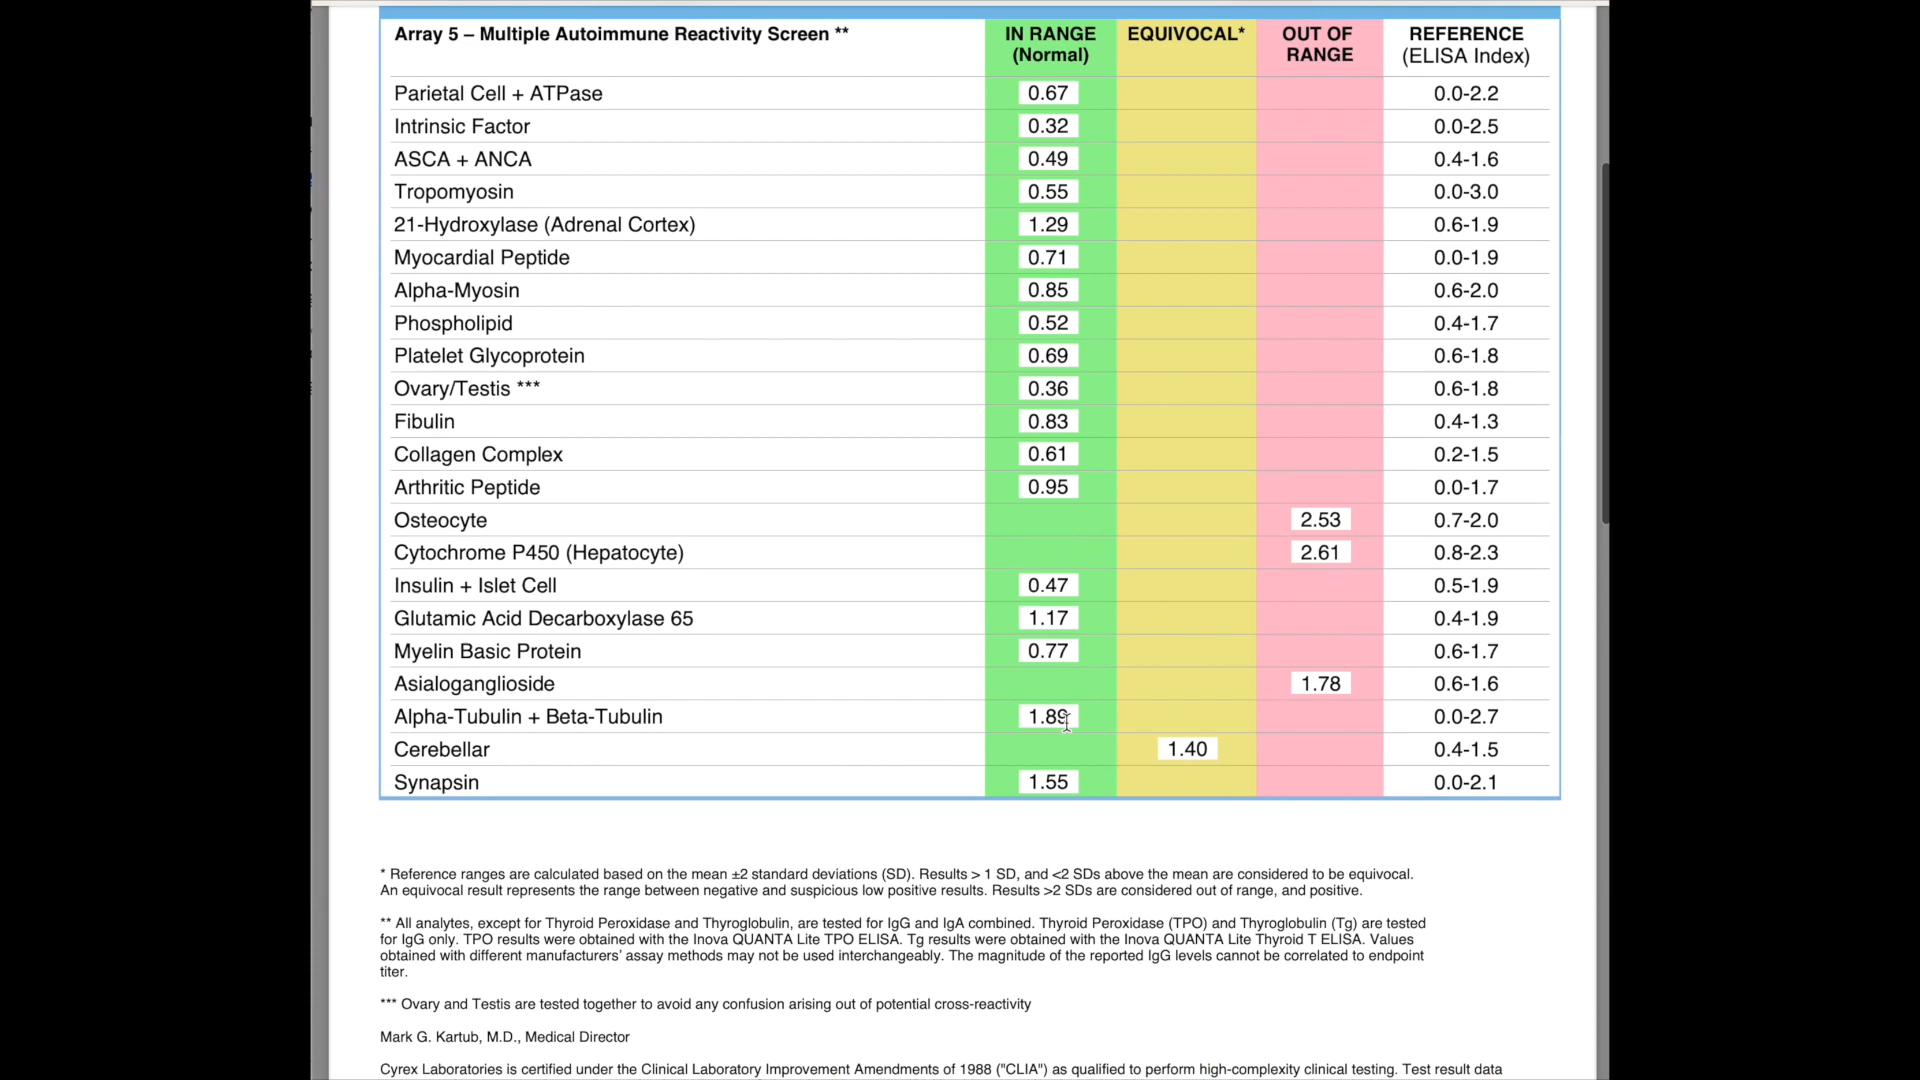 Array 5 – Multiple Autoimmune Reactivity Screen ** IN RANGE (Normal) EQUIVOCAL* OUT OF RANGE REFERENCE (ELISA Index)
Parietal Cell + ATPase 0.67 0.0-2.2
Intrinsic Factor 0.32 0.0-2.5
ASCA + ANCA 0.49 0.4-1.6
Tropomyosin 0.55 0.0-3.0
21-Hydroxylase (Adrenal Cortex) 1.29 0.6-1.9
Myocardial Peptide 0.71 0.0-1.9
Alpha-Myosin 0.85 0.6-2.0
Phospholipid 0.52 0.4-1.7
Platelet Glycoprotein 0.69 0.6-1.8
Ovary/Testis *** 0.36 0.6-1.8
Fibulin 0.83 0.4-1.3
Collagen Complex 0.61 0.2-1.5
Arthritic Peptide 0.95 0.0-1.7
Osteocyte 2.53 0.7-2.0
Cytochrome P450 (Hepatocyte) 2.61 0.8-2.3
Insulin + Islet Cell 0.47 0.5-1.9
Glutamic Acid Decarboxylase 65 1.17 0.4-1.9
Myelin Basic Protein 0.77 0.6-1.7
Asialoganglioside 1.78 0.6-1.6
Alpha-Tubulin + Beta-Tubulin 1.89 0.0-2.7
Cerebellar 1.40 0.4-1.5
Synapsin 1.55 0.0-2.1
* Reference ranges are calculated based on the mean ±2 standard deviations (SD). Results > 1 SD, and <2 SDs above the mean are considered to be equivocal.
An equivocal result represents the range between negative and suspicious low positive results. Results >2 SDs are considered out of range, and positive.
** All analytes, except for Thyroid Peroxidase and Thyroglobulin, are tested for IgG and IgA combined. Thyroid Peroxidase (TPO) and Thyroglobulin (Tg) are tested
for IgG only. TPO results were obtained with the Inova QUANTA Lite TPO ELISA. Tg results were obtained with the Inova QUANTA Lite Thyroid T ELISA. Values
obtained with different manufacturers' assay methods may not be used interchangeably. The magnitude of the reported IgG levels cannot be correlated to endpoint
titer.
*** Ovary and Testis are tested together to avoid any confusion arising out of potential cross-reactivity
Mark G. Kartub, M.D., Medical Director
Cyrex Laboratories is certified under the Clinical Laboratory Improvement Amendments of 1988 ("CLIA") as qualified to perform high-complexity clinical testing. Test result data